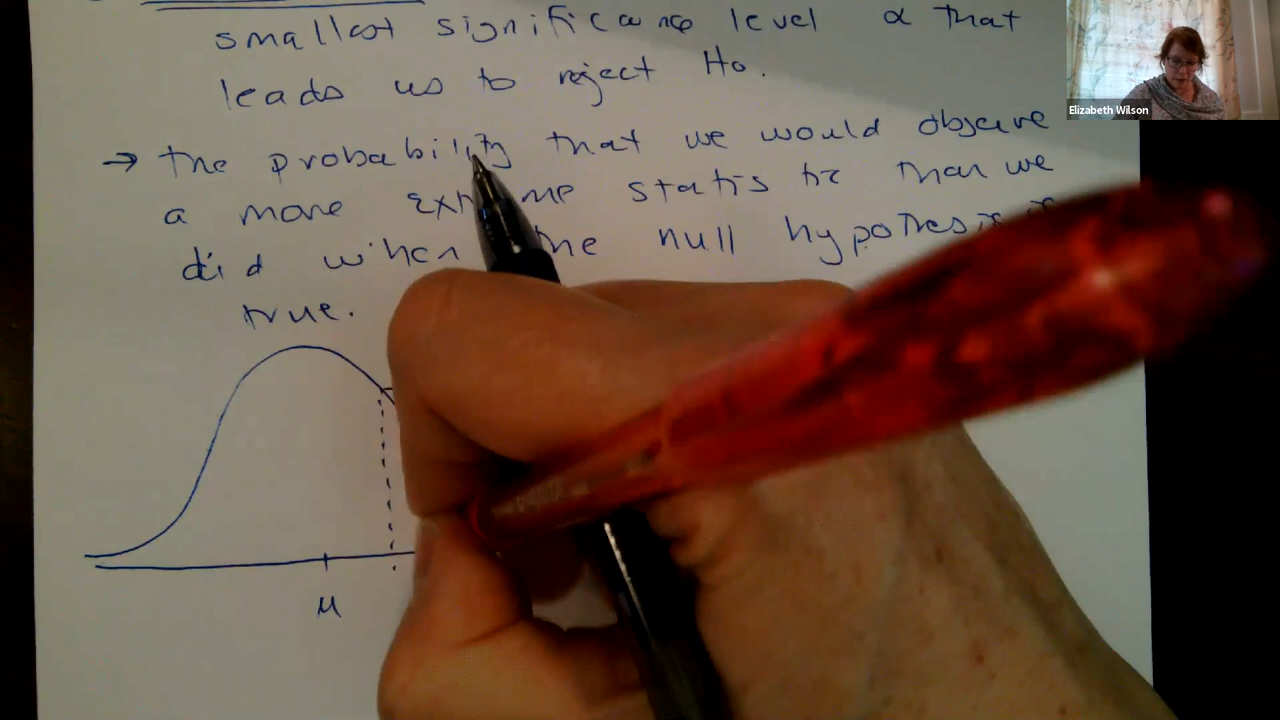 smallest significance level α that
leads us to reject Ho.
Elizabeth Wilson
→ the probability that we would observe
a more statistic than we
did when the null hypothesis
true.
μ